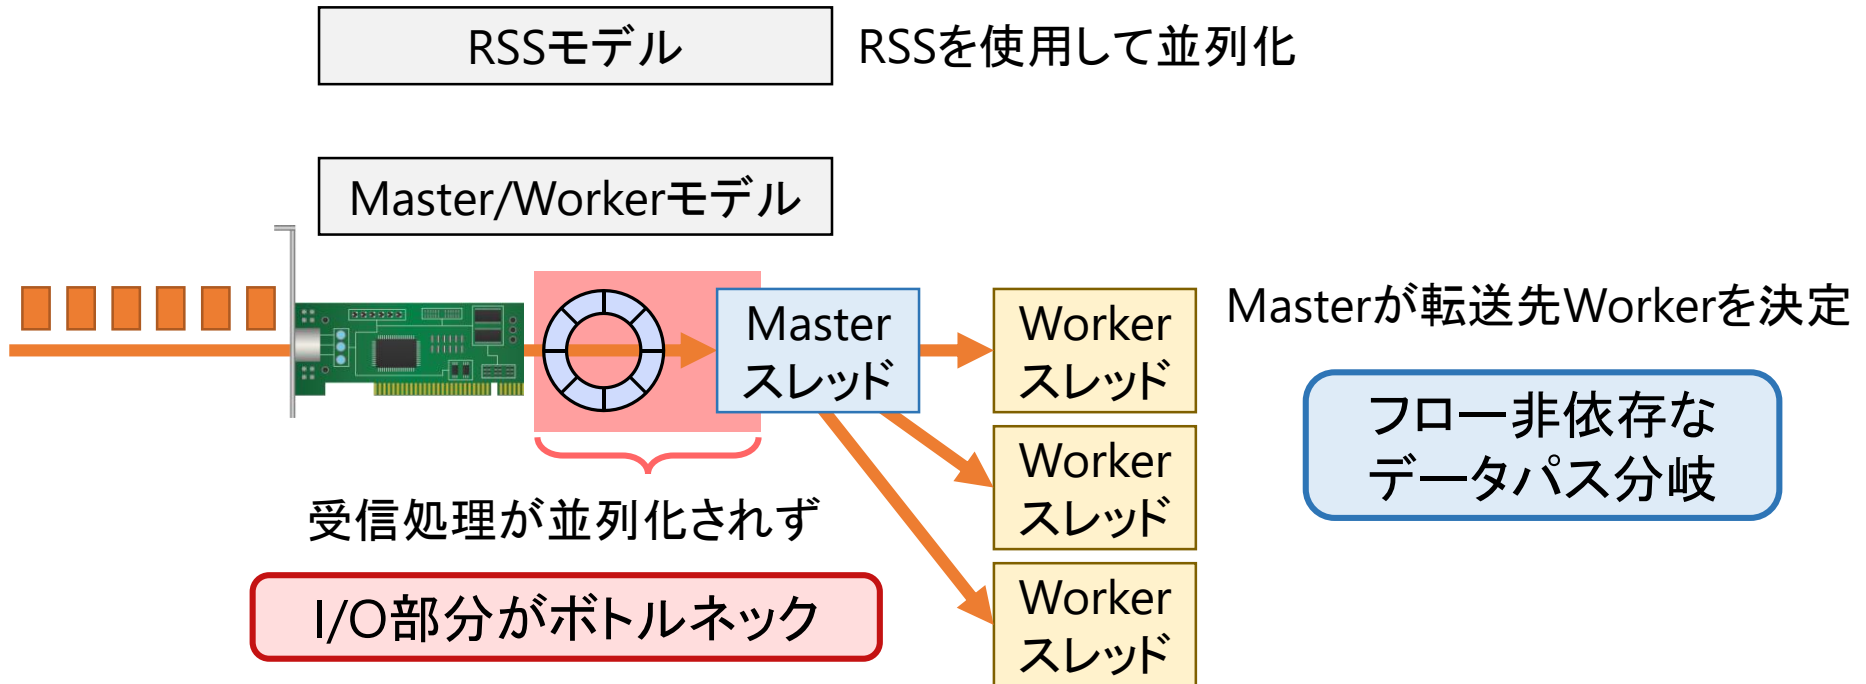 RSSモデル
RSSを使用して並列化
Master/Workerモデル
Master
スレッド
Worker
スレッド
Masterが転送先Workerを決定
フロー非依存な
データパス分岐
Worker
スレッド
受信処理が並列化されず
I/O部分がボトルネック
Worker
スレッド